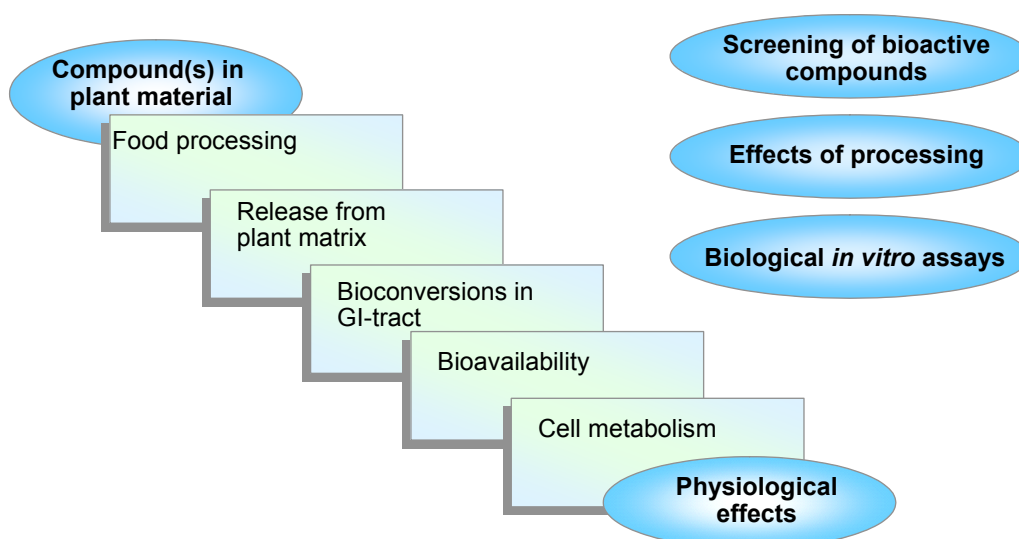 Compound(s) in
plant material
Food processing
Release from
plant matrix
Bioconversions in
GI-tract
Bioavailability
Cell metabolism
Physiological
effects
Screening of bioactive
compounds
Effects of processing
Biological in vitro assays